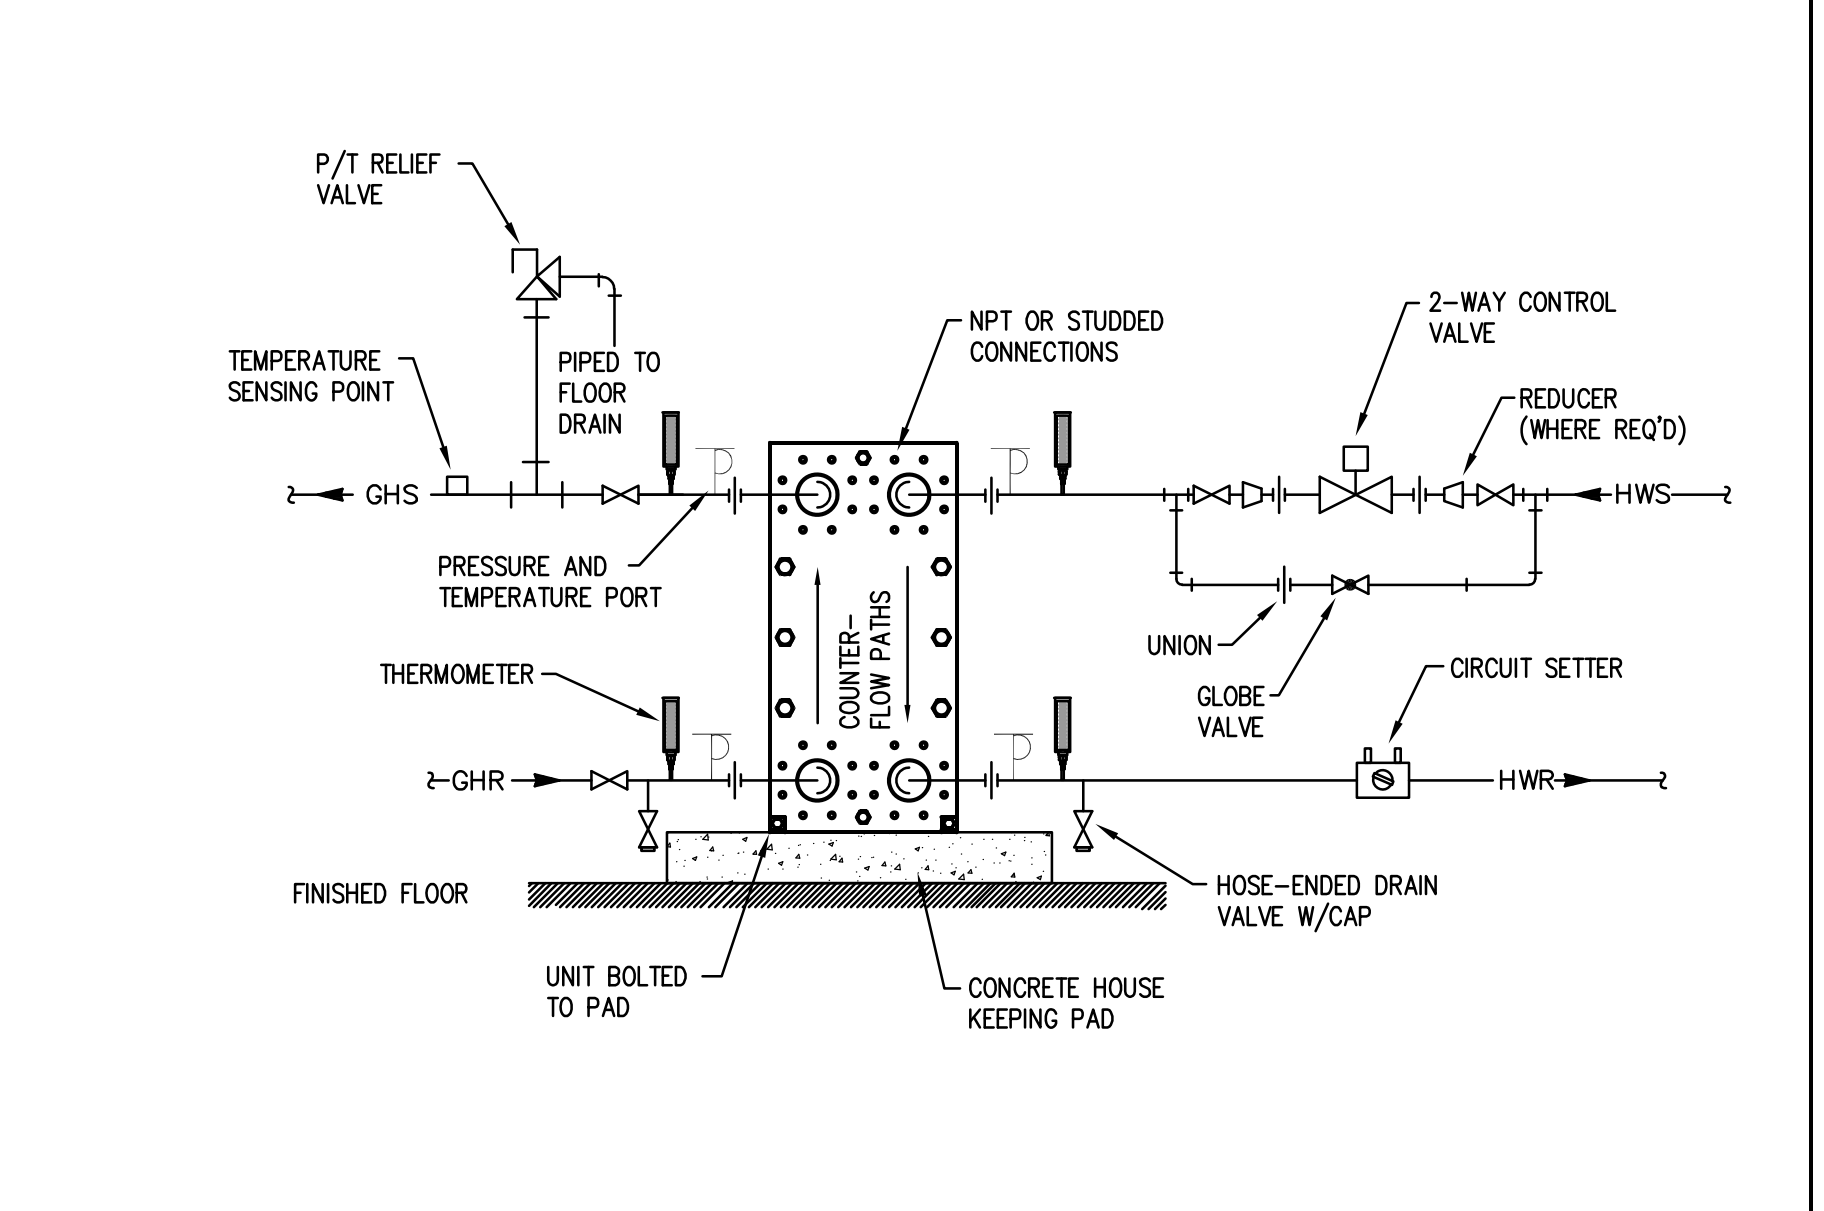 P/T RELIEF
VALVE
2-WAY CONTROL
VALVE
NPT OR STUDDED
CONNECTIONS
TEMPERATURE
SENSING POINT
PIPED TO
FLOOR
DRAIN
REDUCER
(WHERE REQ'D)
P
P
GHS
HWS
PRESSURE AND
TEMPERATURE PORT
COUNTER-
FLOW PATHS
UNION
GLOBE
VALVE
THERMOMETER
CIRCUIT SETTER
P
P
GHR
HWR
FINISHED FLOOR
HOSE-ENDED DRAIN
VALVE W/CAP
UNIT BOLTED
TO PAD
CONCRETE HOUSE
KEEPING PAD